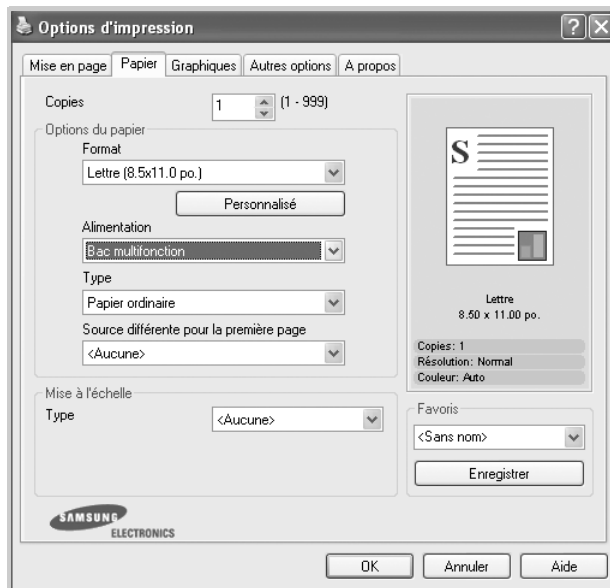 Options d'impression
Mise en page Papier Graphiques Autres options A propos
Copies 1 (1 - 999)
Options du papier
Format
Lettre (8.5x11.0 po.)
Personnalisé
Alimentation
Bac multifonction
Type
Papier ordinaire
Source différente pour la première page
<Aucune>
Mise à l'échelle
Type <Aucune>
S
Lettre
8.50 x 11.00 po.
Copies: 1
Résolution: Normal
Couleur: Auto
Favoris
<Sans nom>
Enregistrer
SAMSUNG
ELECTRONICS
OK Annuler Aide